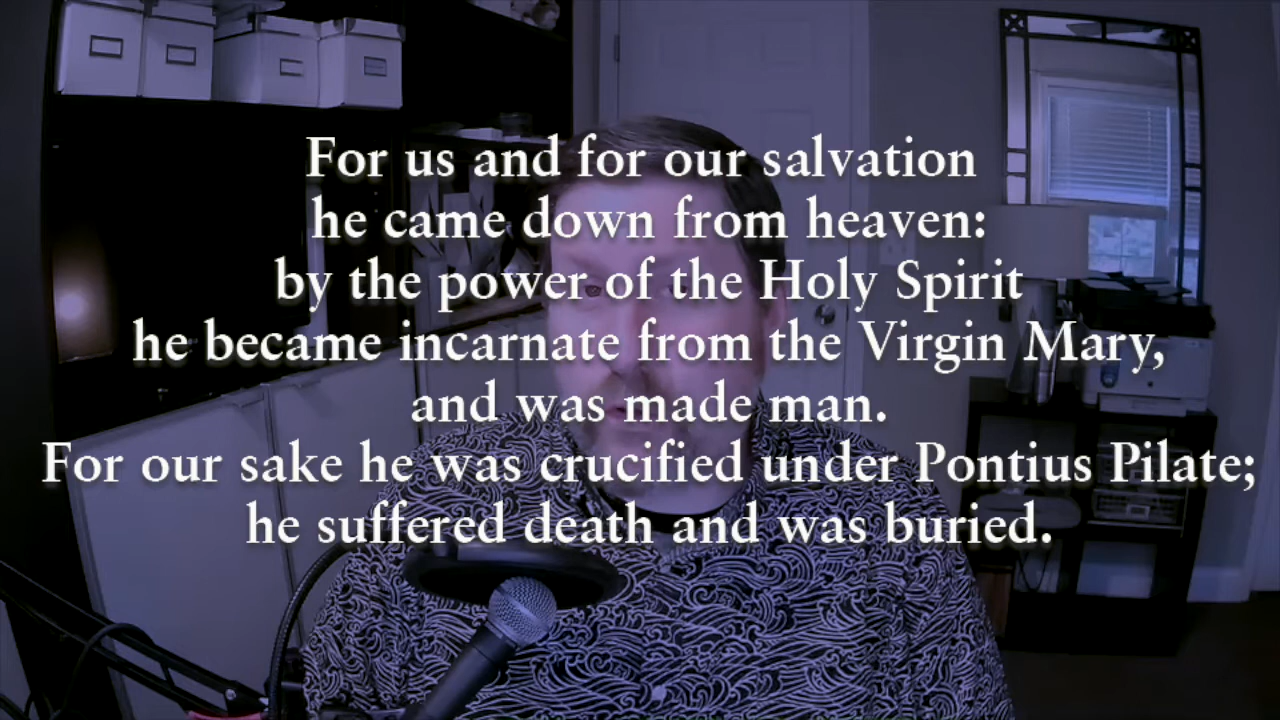 For us and for our salvation
he came down from heaven:
by the power of the Holy Spirit
he became incarnate from the Virgin Mary,
and was made man.
For our sake he was crucified under Pontius Pilate;
he suffered death and was buried.